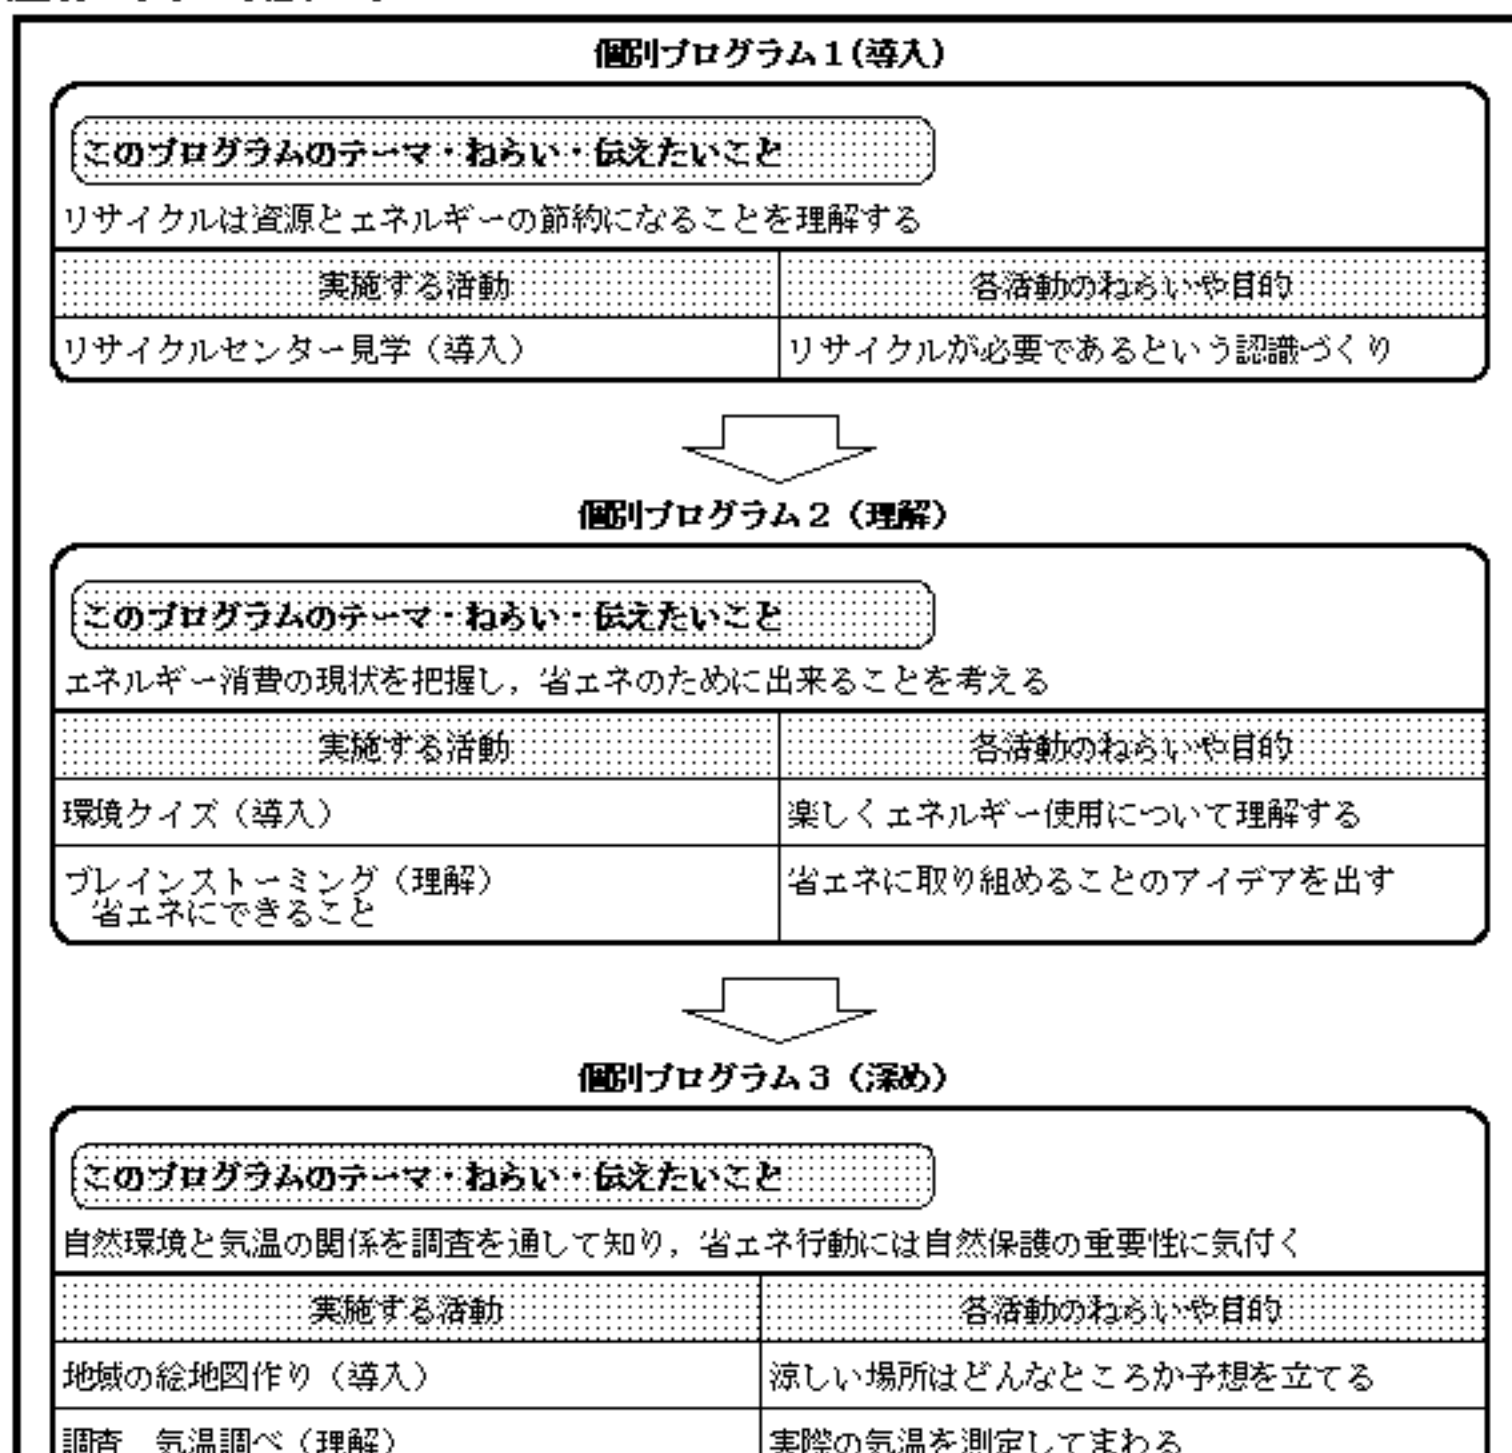 個別プログラム１(導入)
このプログラムのテーマ・ねらい・伝えたいこと
リサイクルは資源とエネルギーの節約になることを理解する
実施する活動
各活動のねらいや目的
リサイクルセンター見学（導入）
リサイクルが必要であるという認識づくり
個別プログラム２（理解）
このプログラムのテーマ・ねらい・伝えたいこと
エネルギー消費の現状を把握し，省エネのために出来ることを考える
実施する活動
各活動のねらいや目的
環境クイズ（導入）
楽しくエネルギー使用について理解する
ブレインストーミング（理解）
省エネにできること
省エネに取り組めることのアイデアを出す
個別プログラム３（深め）
このプログラムのテーマ・ねらい・伝えたいこと
自然環境と気温の関係を調査を通して知り，省エネ行動には自然保護の重要性に気付く
実施する活動
各活動のねらいや目的
地域の絵地図作り（導入）
涼しい場所はどんなところか予想を立てる
調査　気温調べ（理解）
実際の気温を測定してまわる